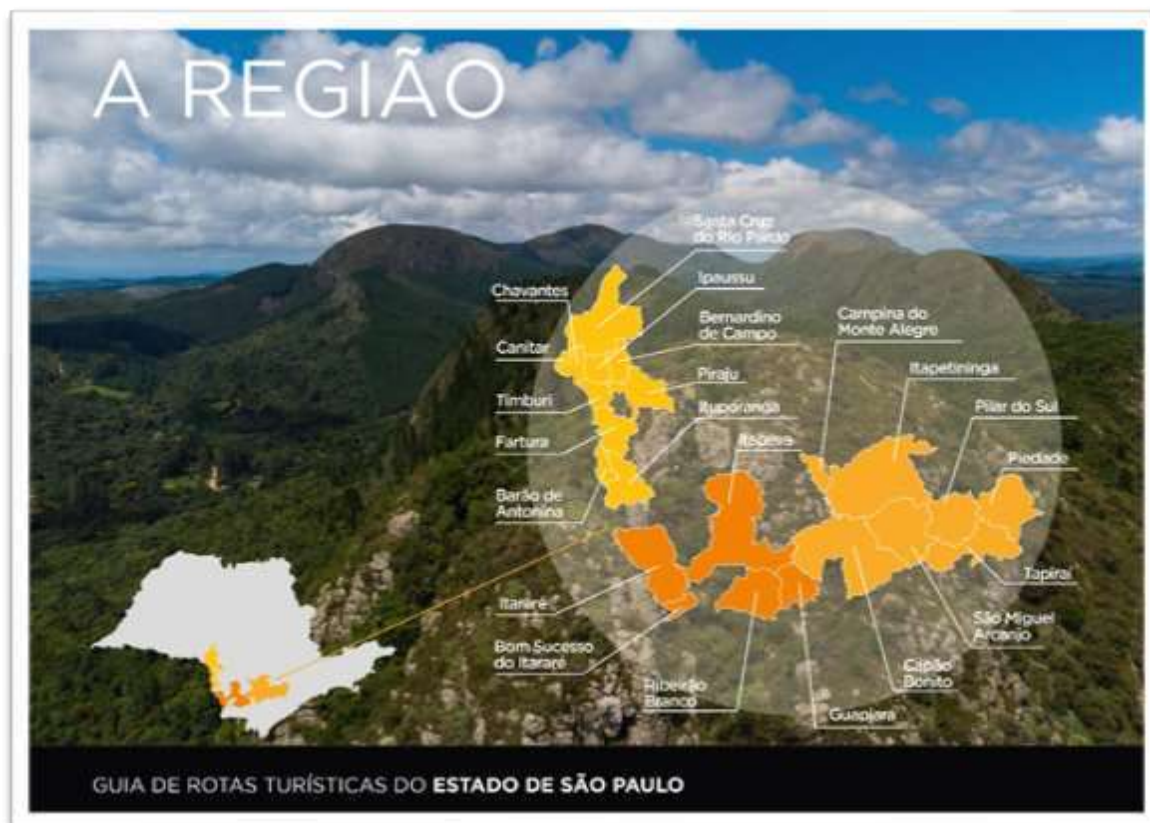 A REGIÃO
Santa Cruz
do Rio Pardo
Chavantes
Ipaussu
Bernardino
de Campo
Campina do
Monte Alegre
Canitar
Piraju
Itapetininga
Timburi
Pilar do Sul
Fartura
Itapeva
Piedade
Barão de
Antonina
Tapiraí
Itararé
São Miguel
Arcanjo
Bom Sucesso
do Itararé
Capão
Bonito
Ribeirão
Branco
Guapiara
GUIA DE ROTAS TURÍSTICAS DO ESTADO DE SÃO PAULO